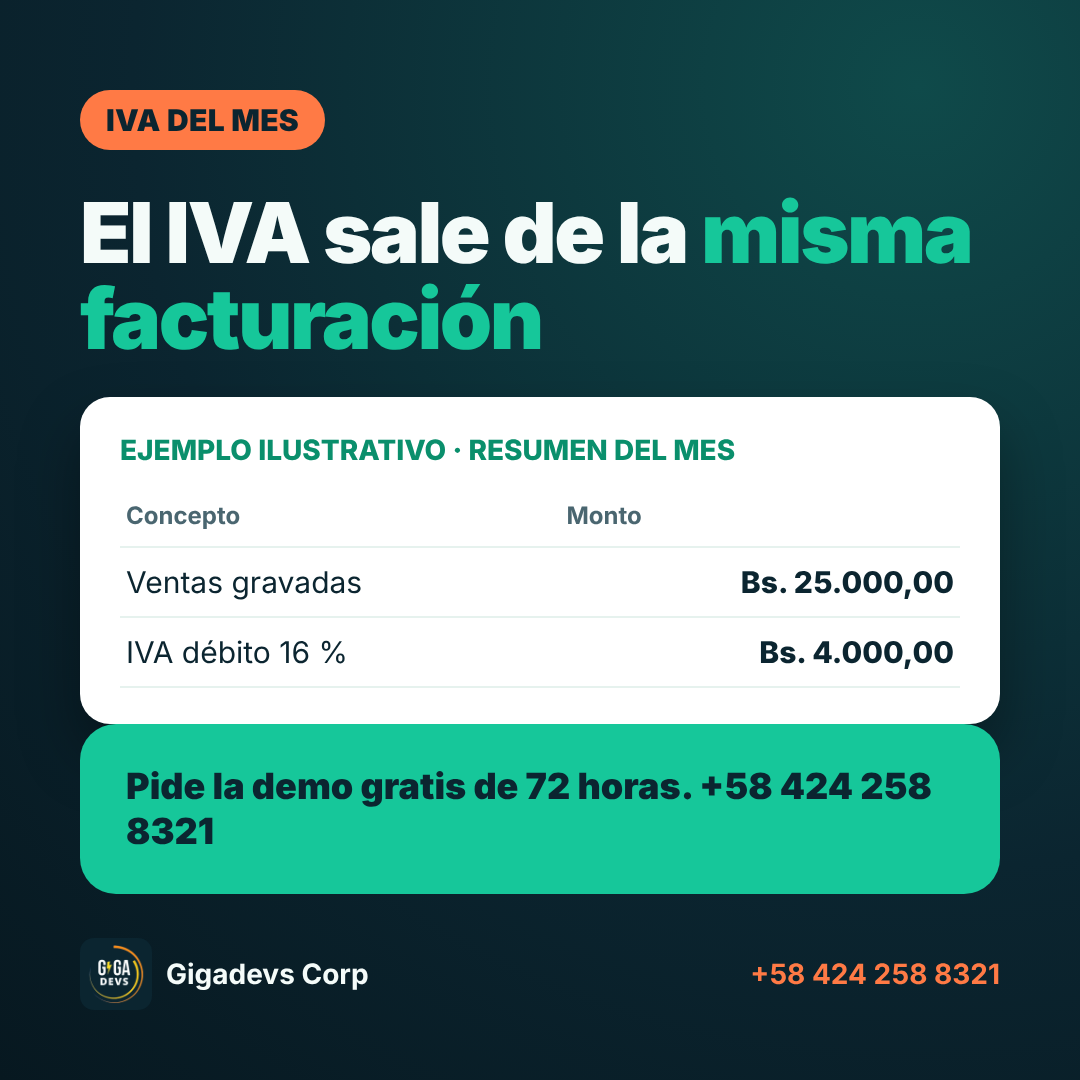 IVA DEL MES
El IVA sale de la misma
facturación
EJEMPLO ILUSTRATIVO · RESUMEN DEL MES
Concepto Monto
Ventas gravadas Bs. 25.000,00
IVA débito 16 % Bs. 4.000,00
Pide la demo gratis de 72 horas. +58 424 258
8321
GIGA
DEVS
Gigadevs Corp +58 424 258 8321